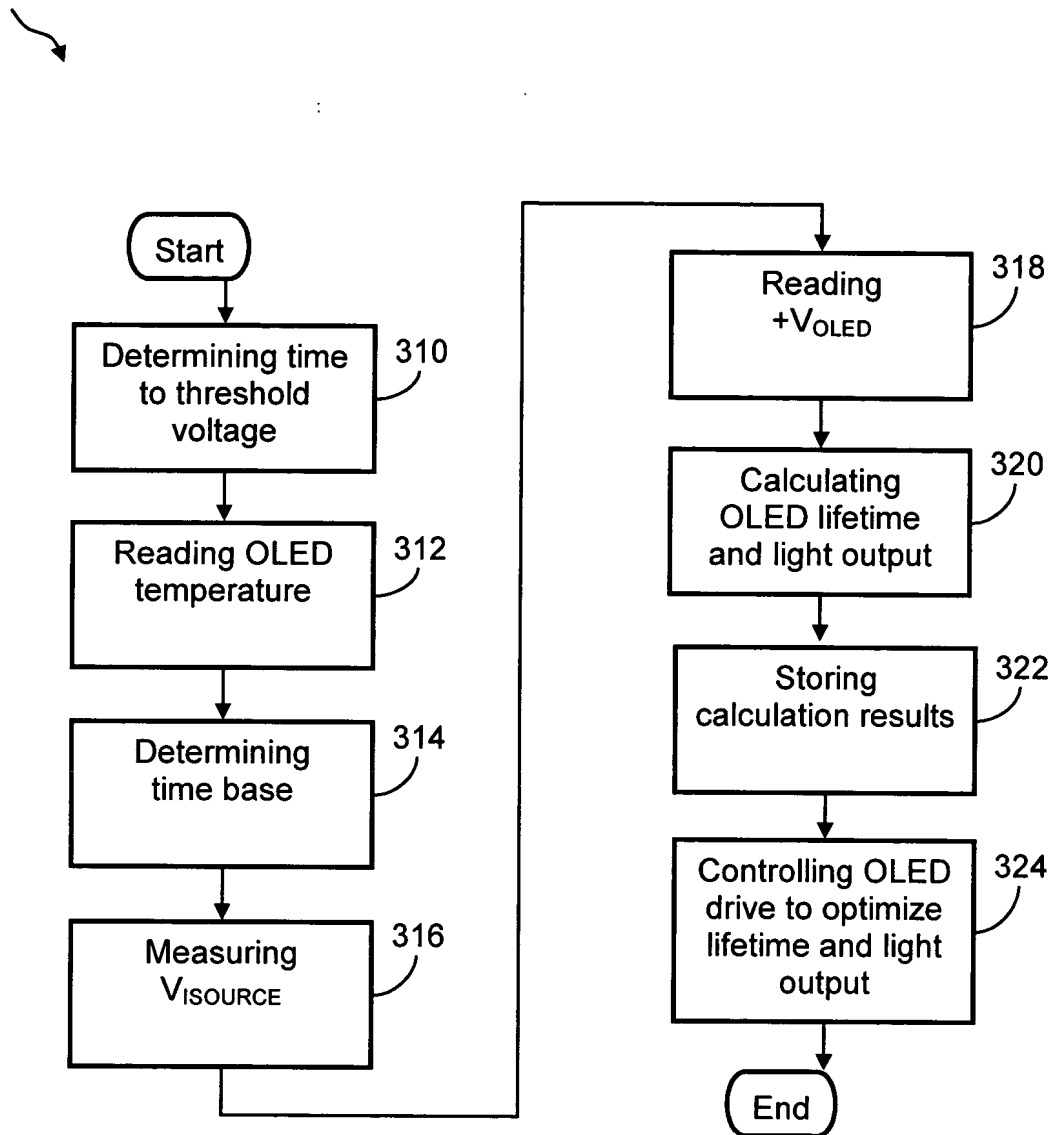 Start
Determining time
to threshold
voltage
310
Reading OLED
temperature
312
Determining
time base
314
Measuring
VISOURCE
316
Reading
+VOLED
318
Calculating
OLED lifetime
and light output
320
Storing
calculation results
322
Controlling OLED
drive to optimize
lifetime and light
output
324
End